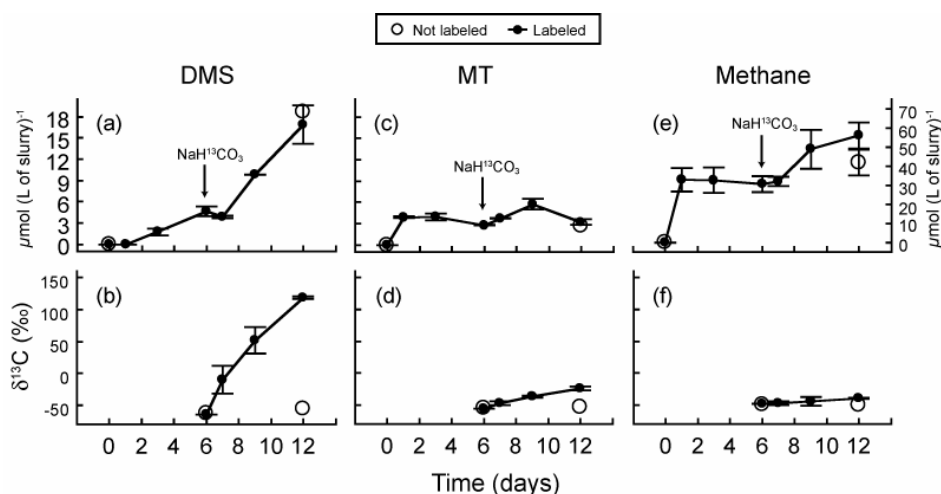 Not labeled Labeled
DMS MT Methane
(a) (c) (e)
NaH¹³CO₃
NaH¹³CO₃
NaH¹³CO₃
μmol (L of slurry)⁻¹
18
15
12
9
6
3
0
70
60
50
40
30
20
10
0
μmol (L of slurry)⁻¹
(b) (d) (f)
δ¹³C (‰)
150
100
50
0
-50
0 2 4 6 8 10 12 0 2 4 6 8 10 12 0 2 4 6 8 10 12
Time (days)